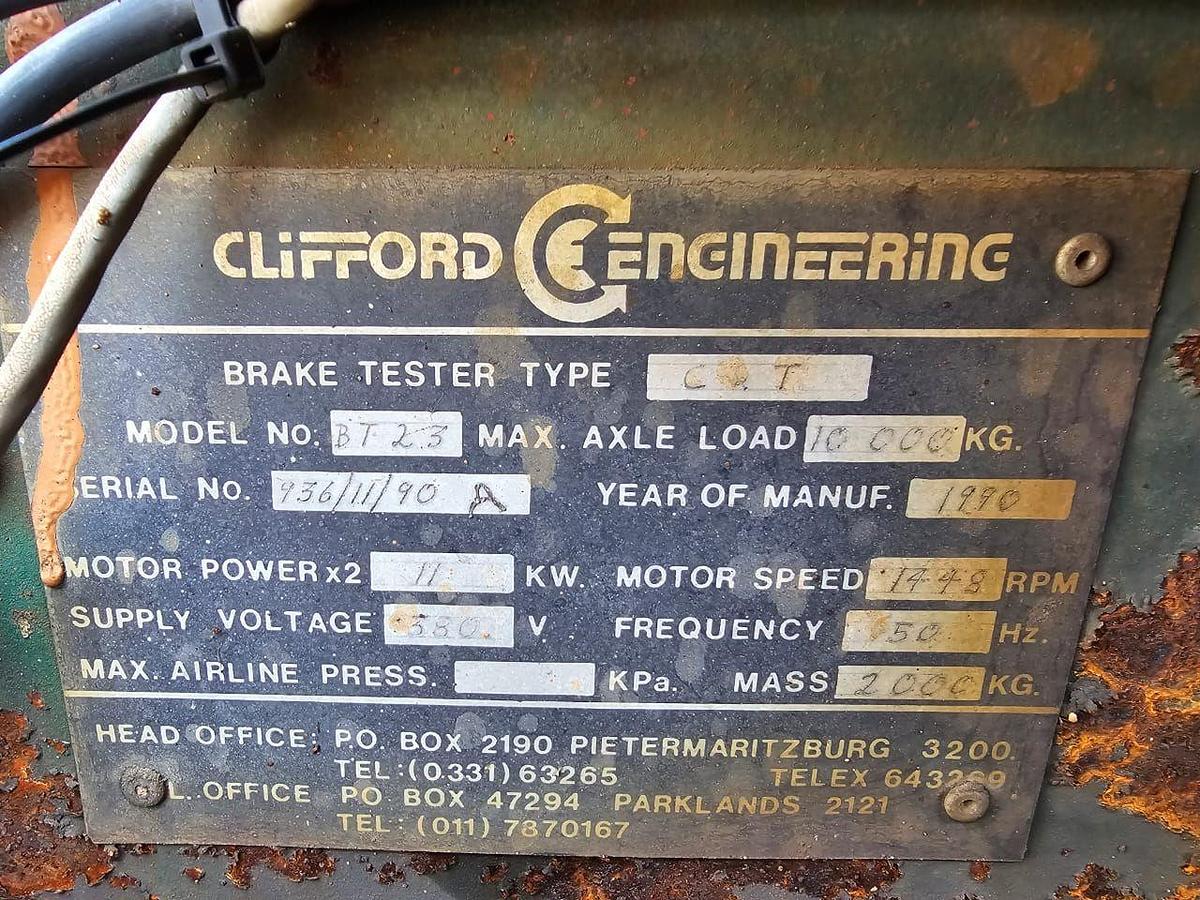 CLIFFORD CE ENGINEERING
BRAKE TESTER TYPE
MODEL NO. BT 23 MAX. AXLE LOAD 10 000 KG.
ERIAL NO. 936/11/90 A YEAR OF MANUF. 1990
MOTOR POWER x2 11 KW. MOTOR SPEED 1448 RPM
SUPPLY VOLTAGE 380 V FREQUENCY 50 Hz.
MAX. AIRLINE PRESS. KPa. MASS 2000 KG.
HEAD OFFICE: P.O. BOX 2190 PIETERMARITZBURG 3200.
TEL:(0331) 63265 TELEX
L. OFFICE P.O. BOX 47294 PARKLANDS 2121
TEL: (011) 7870167